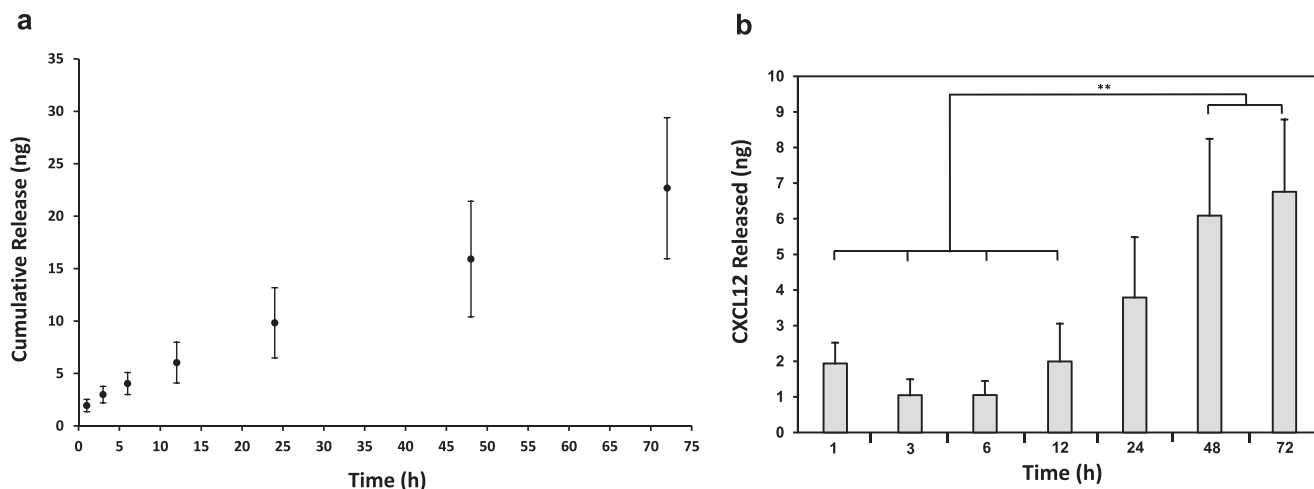 a
Cumulative Release (ng)
35
30
25
20
15
10
5
0
0 5 10 15 20 25 30 35 40 45 50 55 60 65 70 75
Time (h)
b
CXCL12 Released (ng)
10
9
8
7
6
5
4
3
2
1
0
**
1 3 6 12 24 48 72
Time (h)